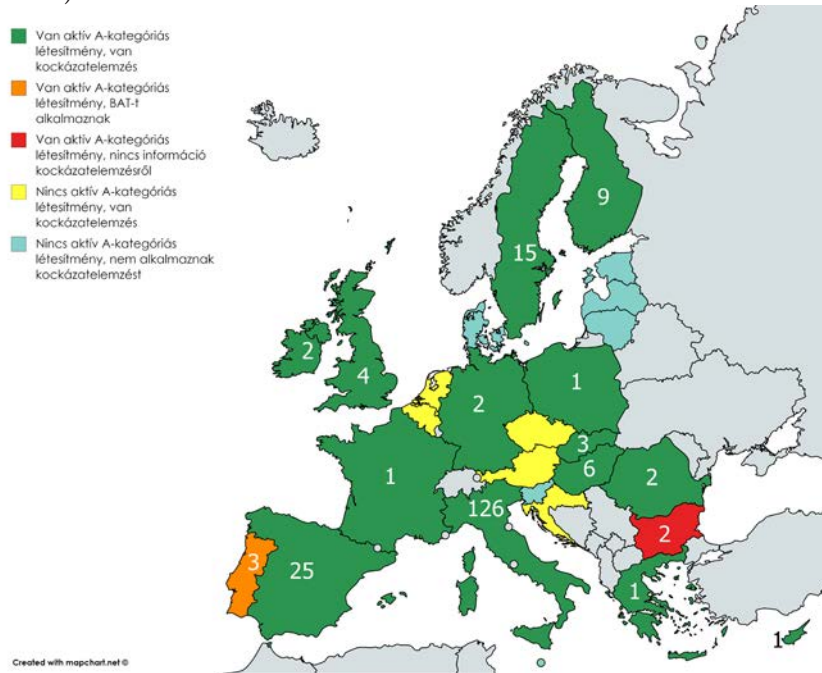 Van aktív A-kategóriás
létesítmény, van
kockázatelemzés
Van aktív A-kategóriás
létesítmény, BAT-t
alkalmaznak
Van aktív A-kategóriás
létesítmény, nincs információ
kockázatelemzésről
Nincs aktív A-kategóriás
létesítmény, van
kockázatelemzés
Nincs aktív A-kategóriás
létesítmény, nem alkalmaznak
kockázatelemzést
9
15
2
4
2
1
3
6
2
1
126
2
3
25
1
1
Created with mapchart.net ©